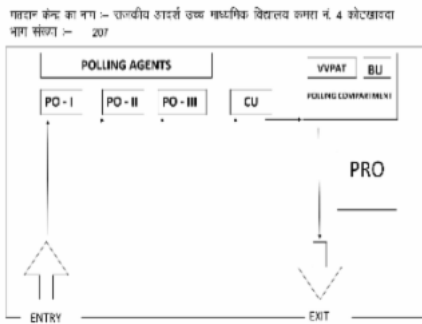 मतदान केन्द्र का नाम :- राजकीय आदर्श उच्च माध्यमिक विद्यालय कमरा नं. 4 कोटखावदा
भाग संख्या :- 207
POLLING AGENTS
VVPAT BU
POLLING COMPARTMENT
PO - I PO - II PO - III CU
PRO
ENTRY EXIT